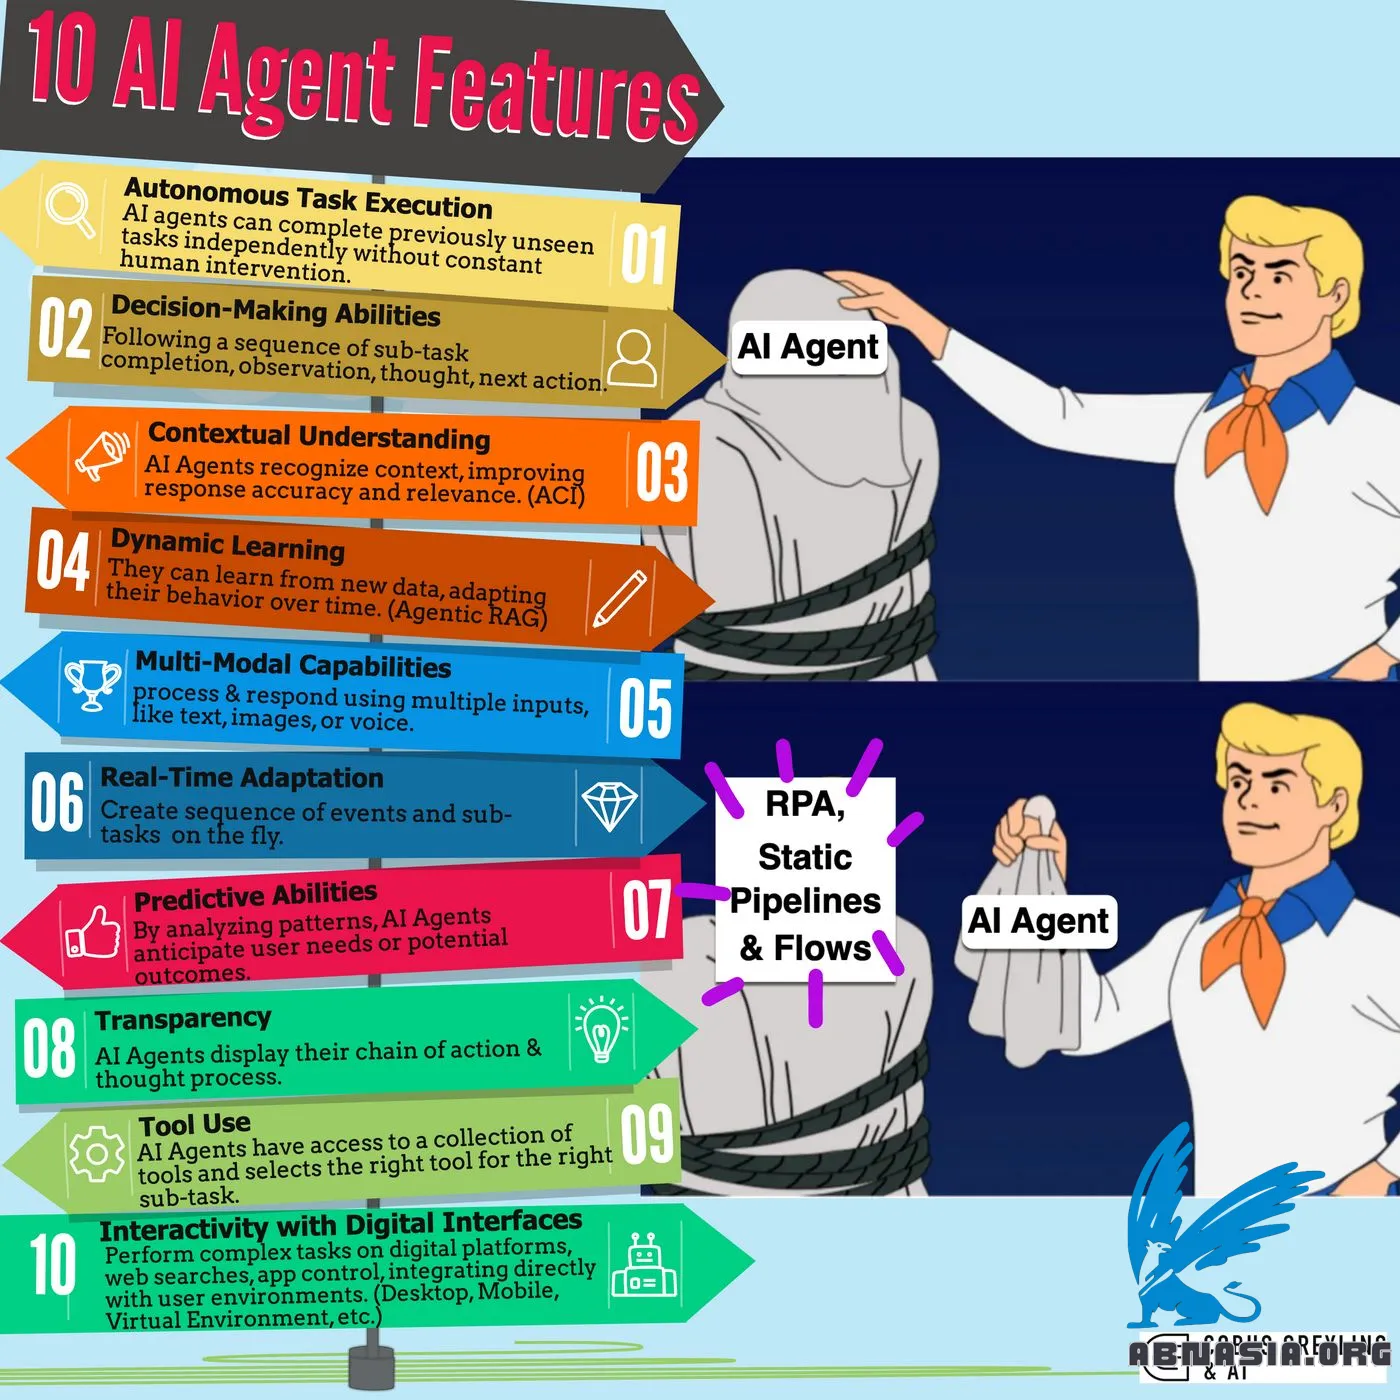 10 AI Agent Features
Autonomous Task Execution
AI agents can complete previously unseen
tasks independently without constant
human intervention.
01
02
Decision-Making Abilities
Following a sequence of sub-task
completion, observation, thought, next action.
Contextual Understanding
AI Agents recognize context, improving
response accuracy and relevance. (ACI)
03
04
Dynamic Learning
They can learn from new data, adapting
their behavior over time. (Agentic RAG)
Multi-Modal Capabilities
process & respond using multiple inputs,
like text, images, or voice.
05
06
Real-Time Adaptation
Create sequence of events and sub-
tasks on the fly.
Predictive Abilities
By analyzing patterns, AI Agents
anticipate user needs or potential
outcomes.
07
08
Transparency
AI Agents display their chain of action &
thought process.
Tool Use
AI Agents have access to a collection of
tools and selects the right tool for the right
sub-task.
09
10
Interactivity with Digital Interfaces
Perform complex tasks on digital platforms,
web searches, app control, integrating directly
with user environments. (Desktop, Mobile,
Virtual Environment, etc.)
AI Agent
RPA,
Static
Pipelines
& Flows
AI Agent
ABNASIA.ORG
& AI